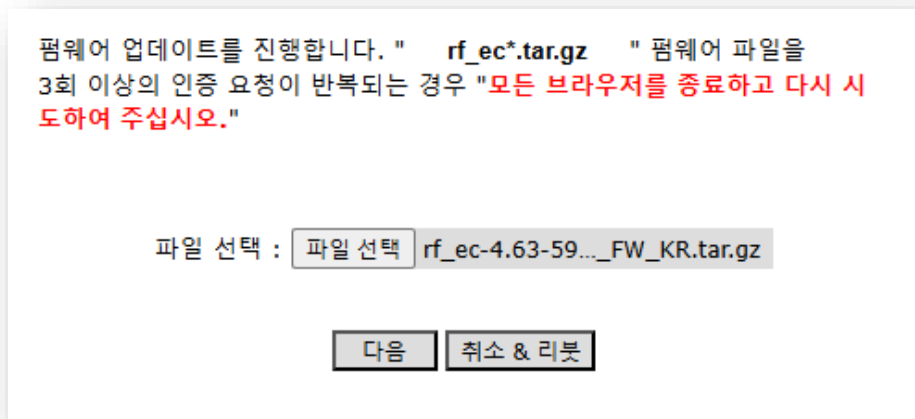 펌웨어 업데이트를 진행합니다. " rf_ec*.tar.gz " 펌웨어 파일을
3회 이상의 인증 요청이 반복되는 경우 "모든 브라우저를 종료하고 다시 시
도하여 주십시오."
파일 선택 : 파일 선택 rf_ec-4.63-59..._FW_KR.tar.gz
다음 취소 & 리붓